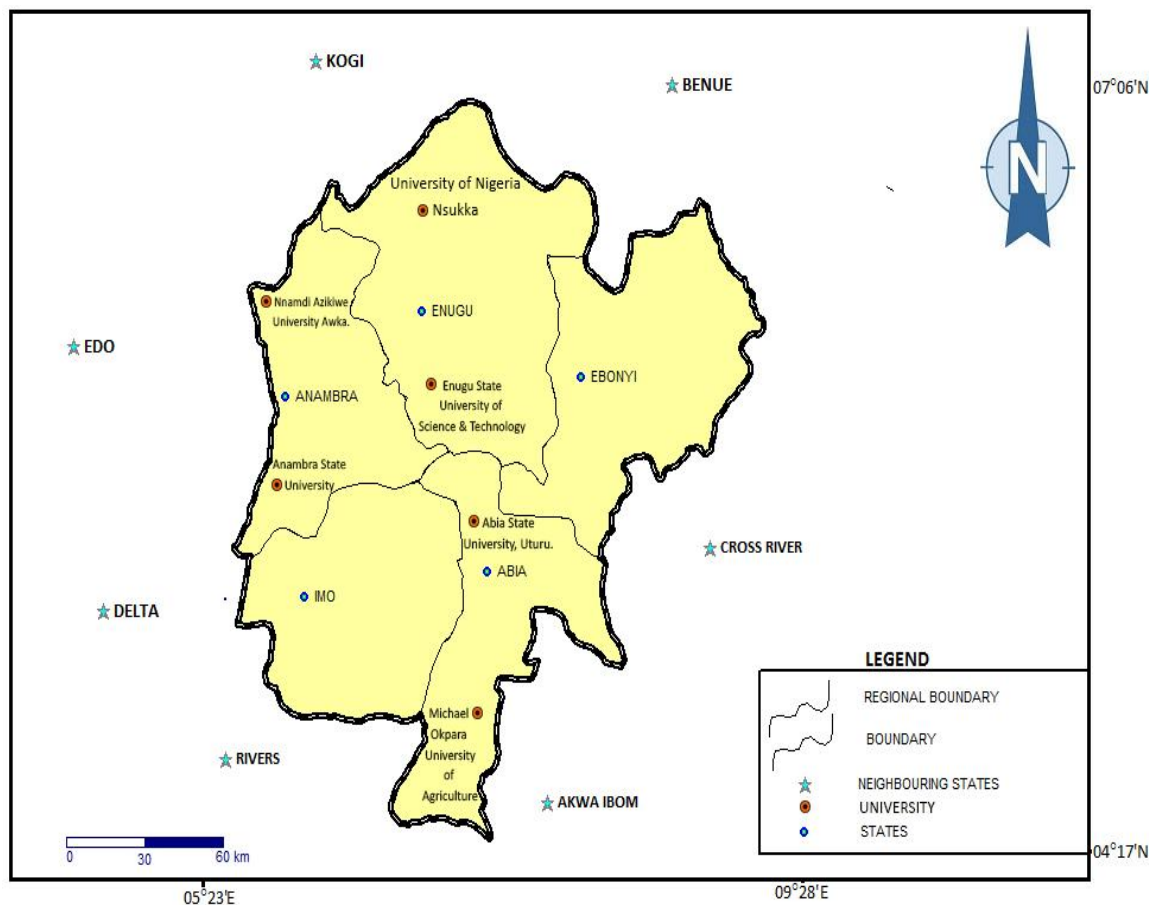 KOGI
BENUE
07°06'N
N
University of Nigeria
Nsukka
Nnamdi Azikiwe
University Awka.
ENUGU
EDO
EBONYI
Enugu State
University of
Science & Technology
ANAMBRA
Anambra State
University
Abia State
University, Uturu.
CROSS RIVER
ABIA
IMO
DELTA
LEGEND
REGIONAL BOUNDARY
BOUNDARY
NEIGHBOURING STATES
UNIVERSITY
STATES
Michael
Okpara
University
of
Agriculture
RIVERS
AKWA IBOM
0 30 60 km
04°17'N
05°23'E
09°28'E